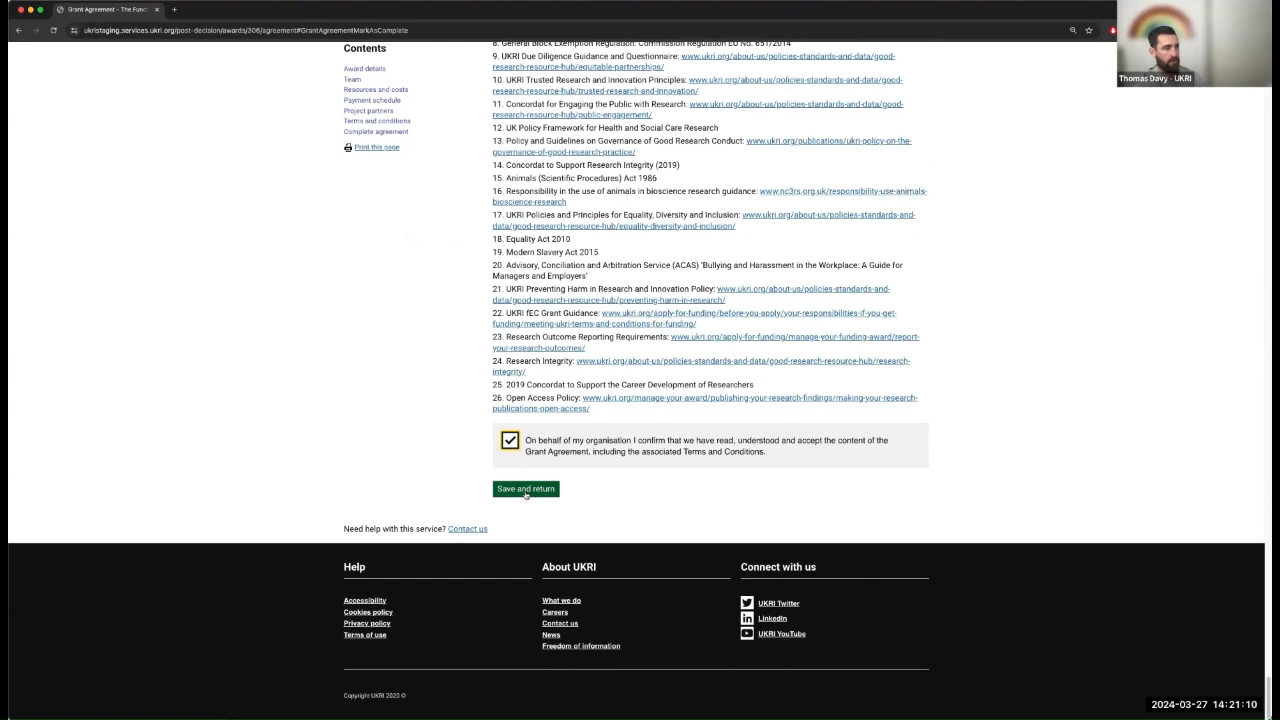 Grant Agreement - The Fun
ukristaging.services.ukri.org/post-decision/awards/306/agreement#GrantAgreementMarkAsComplete
Thomas Davy - UKRI
Contents
Award details
Team
Resources and costs
Payment schedule
Project partners
Terms and conditions
Complete agreement
Print this page
8. General Block Exemption Regulation: Commission Regulation EU No. 651/2014
9. UKRI Due Diligence Guidance and Questionnaire: www.ukri.org/about-us/policies-standards-and-data/good-
research-resource-hub/equitable-partnerships/
10. UKRI Trusted Research and Innovation Principles: www.ukri.org/about-us/policies-standards-and-data/good-
research-resource-hub/trusted-research-and-innovation/
11. Concordat for Engaging the Public with Research: www.ukri.org/about-us/policies-standards-and-data/good-
research-resource-hub/public-engagement/
12. UK Policy Framework for Health and Social Care Research
13. Policy and Guidelines on Governance of Good Research Conduct: www.ukri.org/publications/ukri-policy-on-the-
governance-of-good-research-practice/
14. Concordat to Support Research Integrity (2019)
15. Animals (Scientific Procedures) Act 1986
16. Responsibility in the use of animals in bioscience research guidance: www.nc3rs.org.uk/responsibility-use-animals-
bioscience-research
17. UKRI Policies and Principles for Equality, Diversity and Inclusion: www.ukri.org/about-us/policies-standards-and-
data/good-research-resource-hub/equality-diversity-and-inclusion/
18. Equality Act 2010
19. Modern Slavery Act 2015
20. Advisory, Conciliation and Arbitration Service (ACAS) 'Bullying and Harassment in the Workplace: A Guide for
Managers and Employers'
21. UKRI Preventing Harm in Research and Innovation Policy: www.ukri.org/about-us/policies-standards-and-
data/good-research-resource-hub/preventing-harm-in-research/
22. UKRI fEC Grant Guidance: www.ukri.org/apply-for-funding/before-you-apply/your-responsibilities-if-you-get-
funding/meeting-ukri-terms-and-conditions-for-funding/
23. Research Outcome Reporting Requirements: www.ukri.org/apply-for-funding/manage-your-funding-award/report-
your-research-outcomes/
24. Research Integrity: www.ukri.org/about-us/policies-standards-and-data/good-research-resource-hub/research-
integrity/
25. 2019 Concordat to Support the Career Development of Researchers
26. Open Access Policy: www.ukri.org/manage-your-award/publishing-your-research-findings/making-your-research-
publications-open-access/
On behalf of my organisation I confirm that we have read, understood and accept the content of the
Grant Agreement, including the associated Terms and Conditions.
Save and return
Need help with this service? Contact us
Help
Accessibility
Cookies policy
Privacy policy
Terms of use
About UKRI
What we do
Careers
Contact us
News
Freedom of information
Connect with us
UKRI Twitter
LinkedIn
UKRI YouTube
Copyright UKRI 2020 ©
2024-03-27 14:21:10